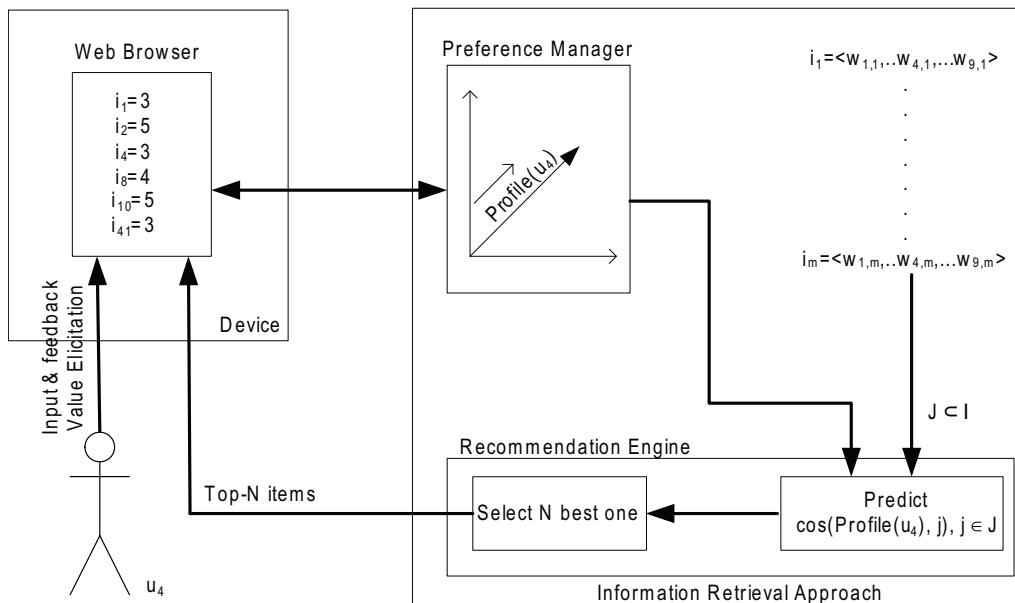 Web Browser
i₁=3
i₂=5
i₄=3
i₈=4
i₁₀=5
i₄₁=3
Device
Input & feedback
Value Elicitation
u₄
Preference Manager
Profile(u₄)
i₁=<w₁,₁,..w₄,₁,...w₉,₁>
.
.
.
.
.
.
iₘ=<w₁,ₘ,..w₄,ₘ,...w₉,ₘ>
J ⊂ I
Recommendation Engine
Top-N items
Select N best one
Predict
cos(Profile(u₄), j), j ∈ J
Information Retrieval Approach